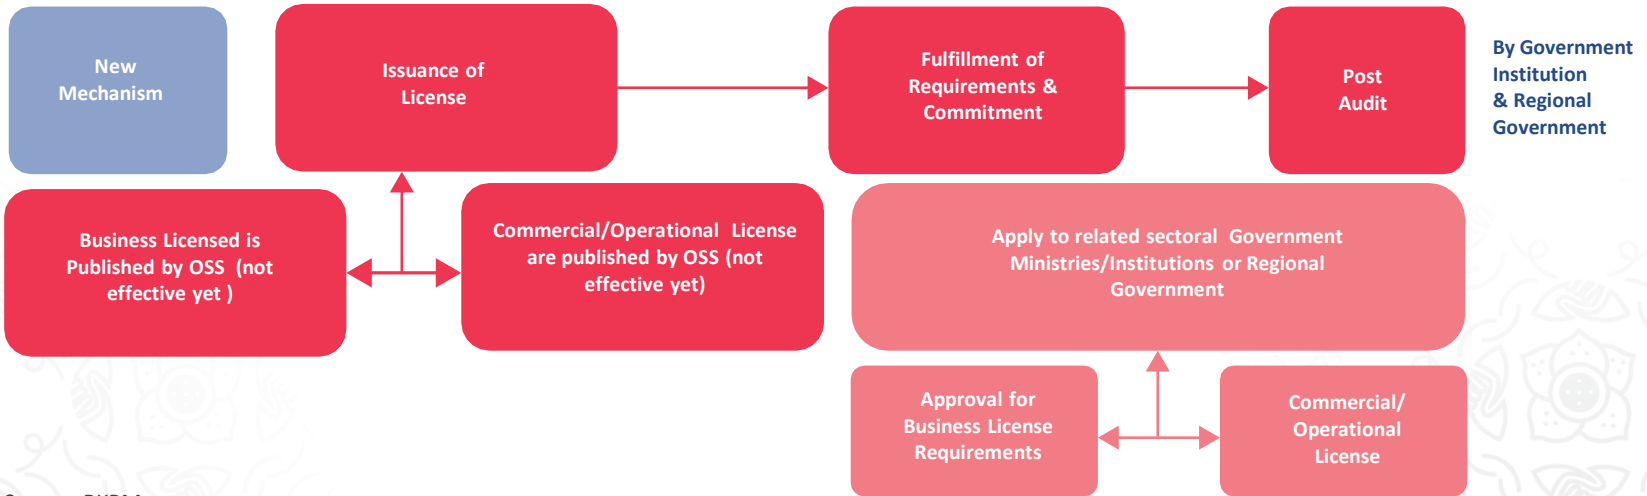 New
Mechanism
Issuance of
License
Fulfillment of
Requirements &
Commitment
Post
Audit
By Government
Institution
& Regional
Government
Business Licensed is
Published by OSS (not
effective yet )
Commercial/Operational License
are published by OSS (not
effective yet)
Apply to related sectoral Government
Ministries/Institutions or Regional
Government
Approval for
Business License
Requirements
Commercial/
Operational
License